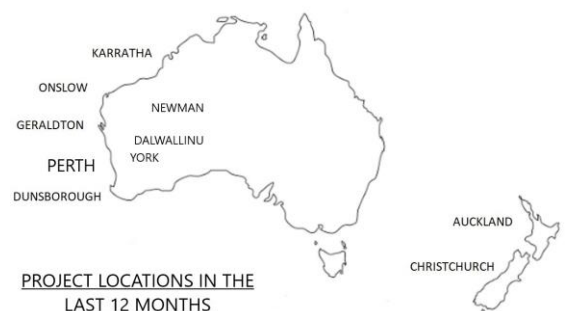 KARRATHA
ONSLOW
NEWMAN
GERALDTON
DALWALLINU
YORK
PERTH
DUNSBOROUGH
AUCKLAND
CHRISTCHURCH
PROJECT LOCATIONS IN THE
LAST 12 MONTHS